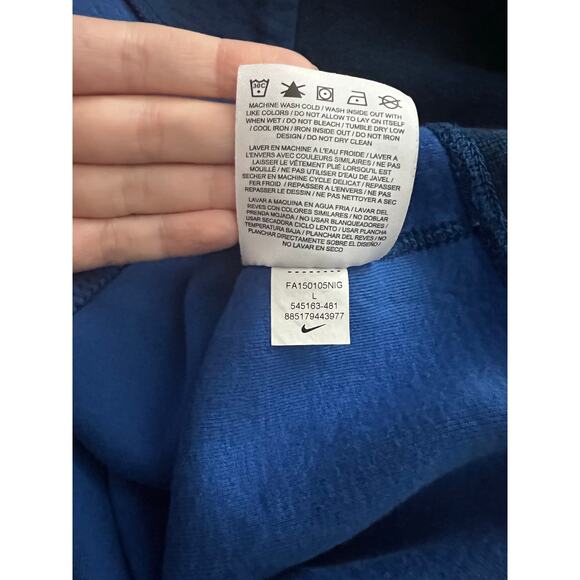 30C
MACHINE WASH COLD / WASH INSIDE OUT WITH
LIKE COLORS / DO NOT ALLOW TO LAY ON ITSELF
WHEN WET / DO NOT BLEACH / TUMBLE DRY LOW
/ COOL IRON / IRON INSIDE OUT / DO NOT IRON
DESIGN / DO NOT DRY CLEAN
LAVER EN MACHINE A L'EAU FROIDE / LAVER A
L'ENVERS AVEC COULEURS SIMILAIRES / NE PAS
LAISSER LE VÊTEMENT PLIÉ LORSQU'IL EST
MOUILLÉ / NE PAS UTILISER D'EAU DE JAVEL /
SECHER EN MACHINE CYCLE DELICAT / REPASSER
FER FROID / REPASSER A L'ENVERS / NE PAS
REPASSER LE DESSIN / NE PAS NETTOYER A SEC
LAVAR A MAQUINA EN AGUA FRIA / LAVAR DEL
REVES CON COLORES SIMILARES / NO DOBLAR
PRENDA MOJADA / NO USAR BLANQUEADORES /
USAR SECADORA CICLO LENTO / PLANCHAR CON
TEMPERATURA BAJA / PLANCHAR DEL REVES / NO
PLANCHAR DIRECTAMENTE SOBRE EL DISEÑO /
NO LAVAR EN SECO
FA150105NIG
L
545163-481
885179443977